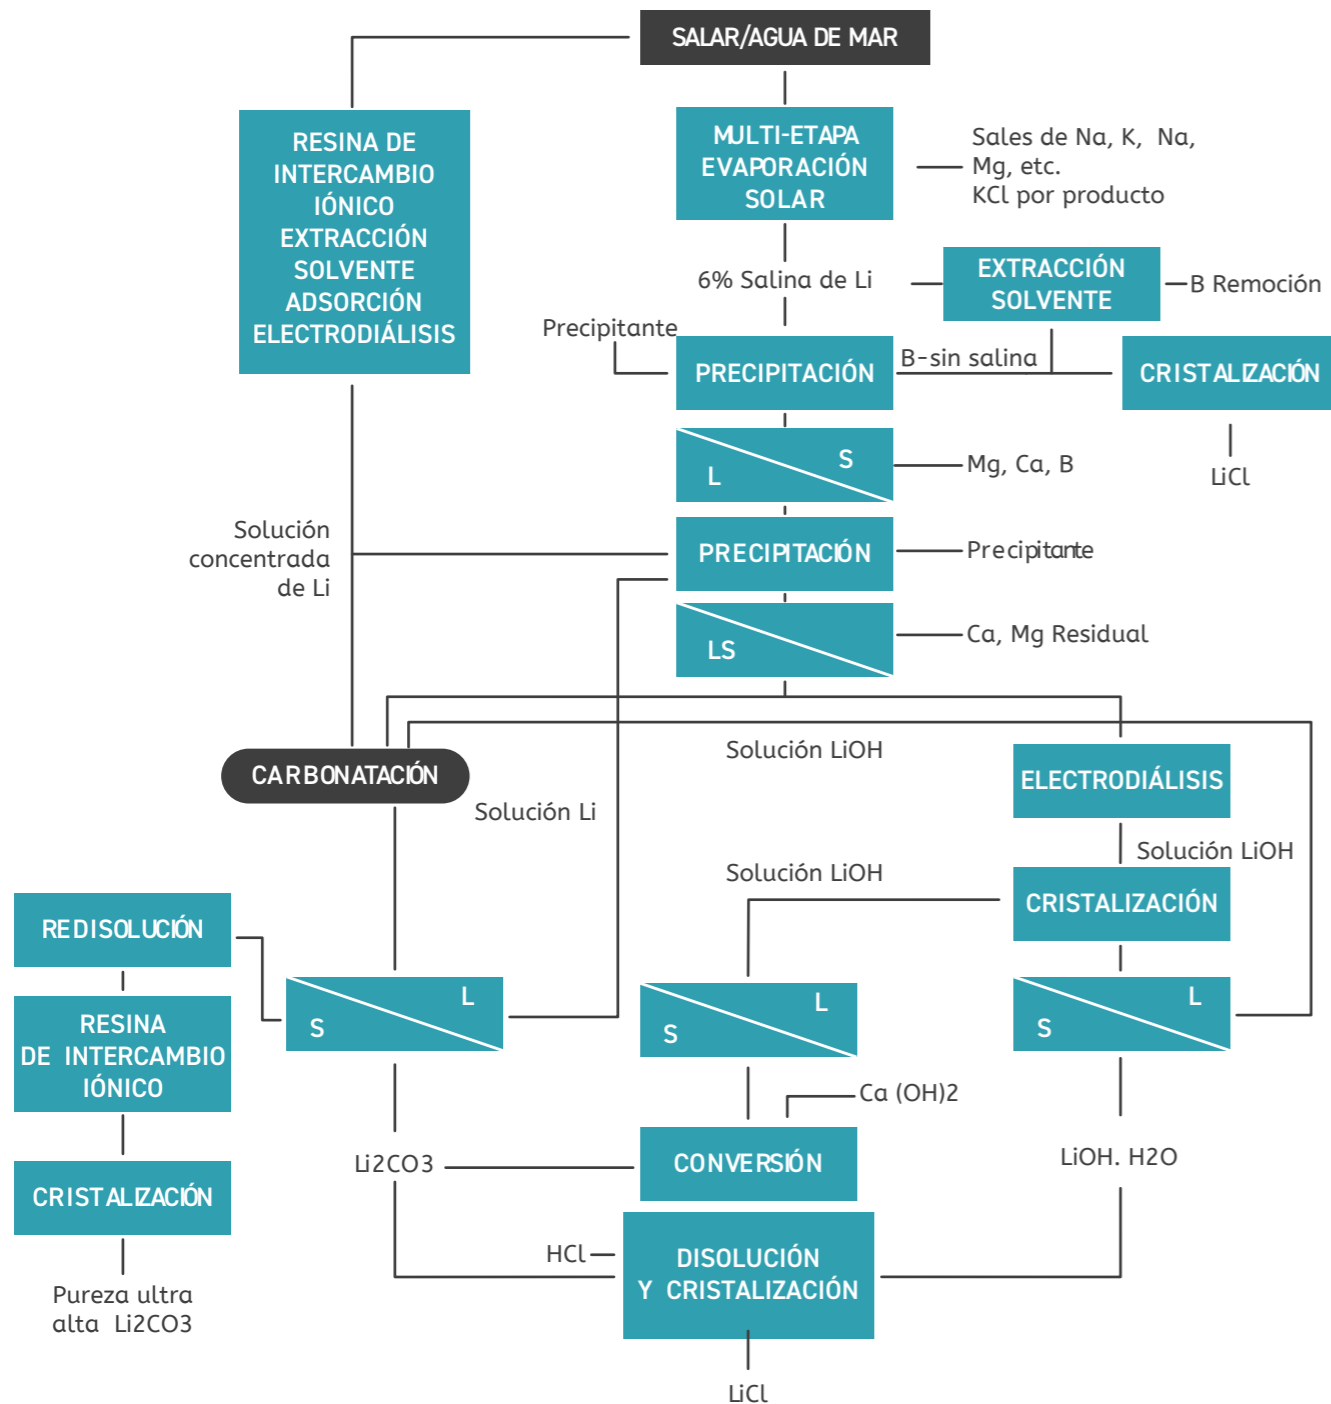 SALAR/AGUA DE MAR
RESINA DE
INTERCAMBIO
IÓNICO
EXTRACCIÓN
SOLVENTE
ADSORCIÓN
ELECTRODIÁLISIS
MULTI-ETAPA
EVAPORACIÓN
SOLAR
Sales de Na, K, Na,
Mg, etc.
KCl por producto
6% Salina de Li
EXTRACCIÓN
SOLVENTE
B Remoción
Precipitante
PRECIPITACIÓN
B-sin salina
CRISTALIZACIÓN
L
S
Mg, Ca, B
LiCl
Solución
concentrada
de Li
PRECIPITACIÓN
Precipitante
LS
Ca, Mg Residual
CARBONATACIÓN
Solución LiOH
ELECTRODIÁLISIS
Solución Li
Solución LiOH
Solución LiOH
CRISTALIZACIÓN
REDISOLUCIÓN
S
L
S
L
S
L
RESINA
DE INTERCAMBIO
IÓNICO
Ca (OH)2
Li2CO3
CONVERSIÓN
LiOH. H2O
CRISTALIZACIÓN
HCl
DISOLUCIÓN
Y CRISTALIZACIÓN
Pureza ultra
alta Li2CO3
LiCl